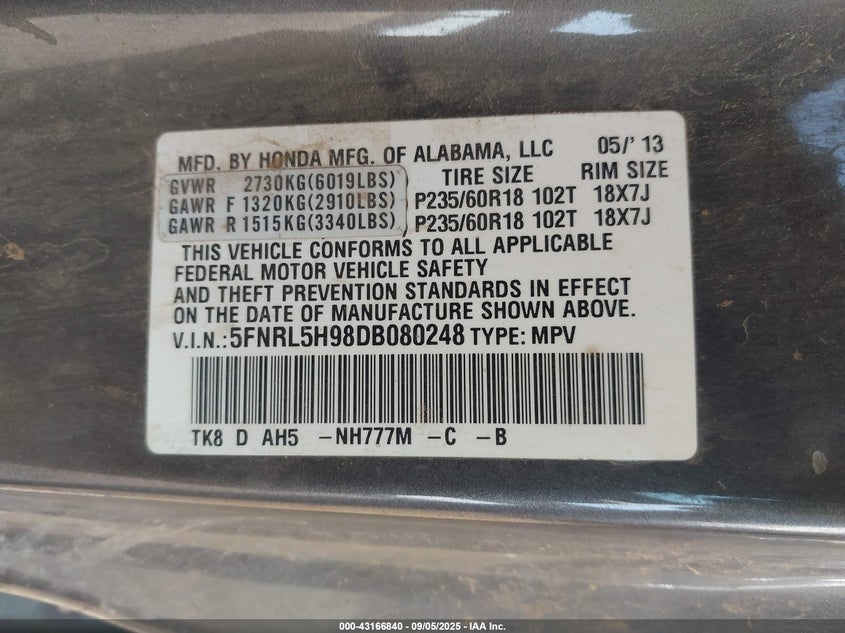 MFD. BY HONDA MFG. OF ALABAMA, LLC 05/'13
GVWR 2730KG(6019LBS) TIRE SIZE RIM SIZE
GAWR F 1320KG(2910LBS) P235/60R18 102T 18X7J
GAWR R 1515KG(3340LBS) P235/60R18 102T 18X7J
THIS VEHICLE CONFORMS TO ALL APPLICABLE
FEDERAL MOTOR VEHICLE SAFETY
AND THEFT PREVENTION STANDARDS IN EFFECT
ON THE DATE OF MANUFACTURE SHOWN ABOVE.
V.I.N.:5FNRL5H98DB080248 TYPE: MPV
TK8 D AH5 -NH777M -C -B
000-43166840 - 09/05/2025 - IAA Inc.